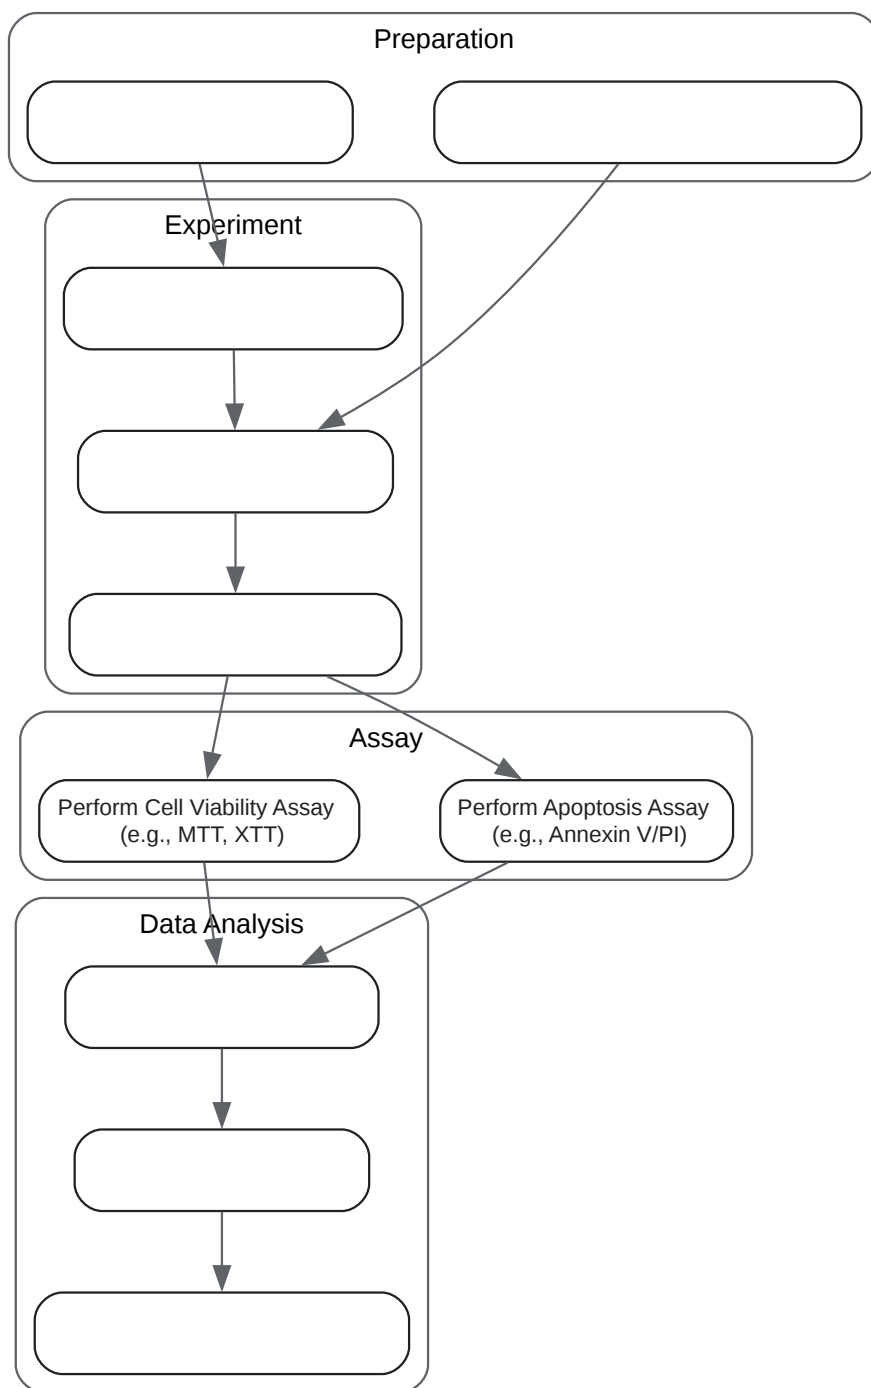 Preparation
Experiment
Assay
Perform Cell Viability Assay
(e.g., MTT, XTT)
Perform Apoptosis Assay
(e.g., Annexin V/PI)
Data Analysis